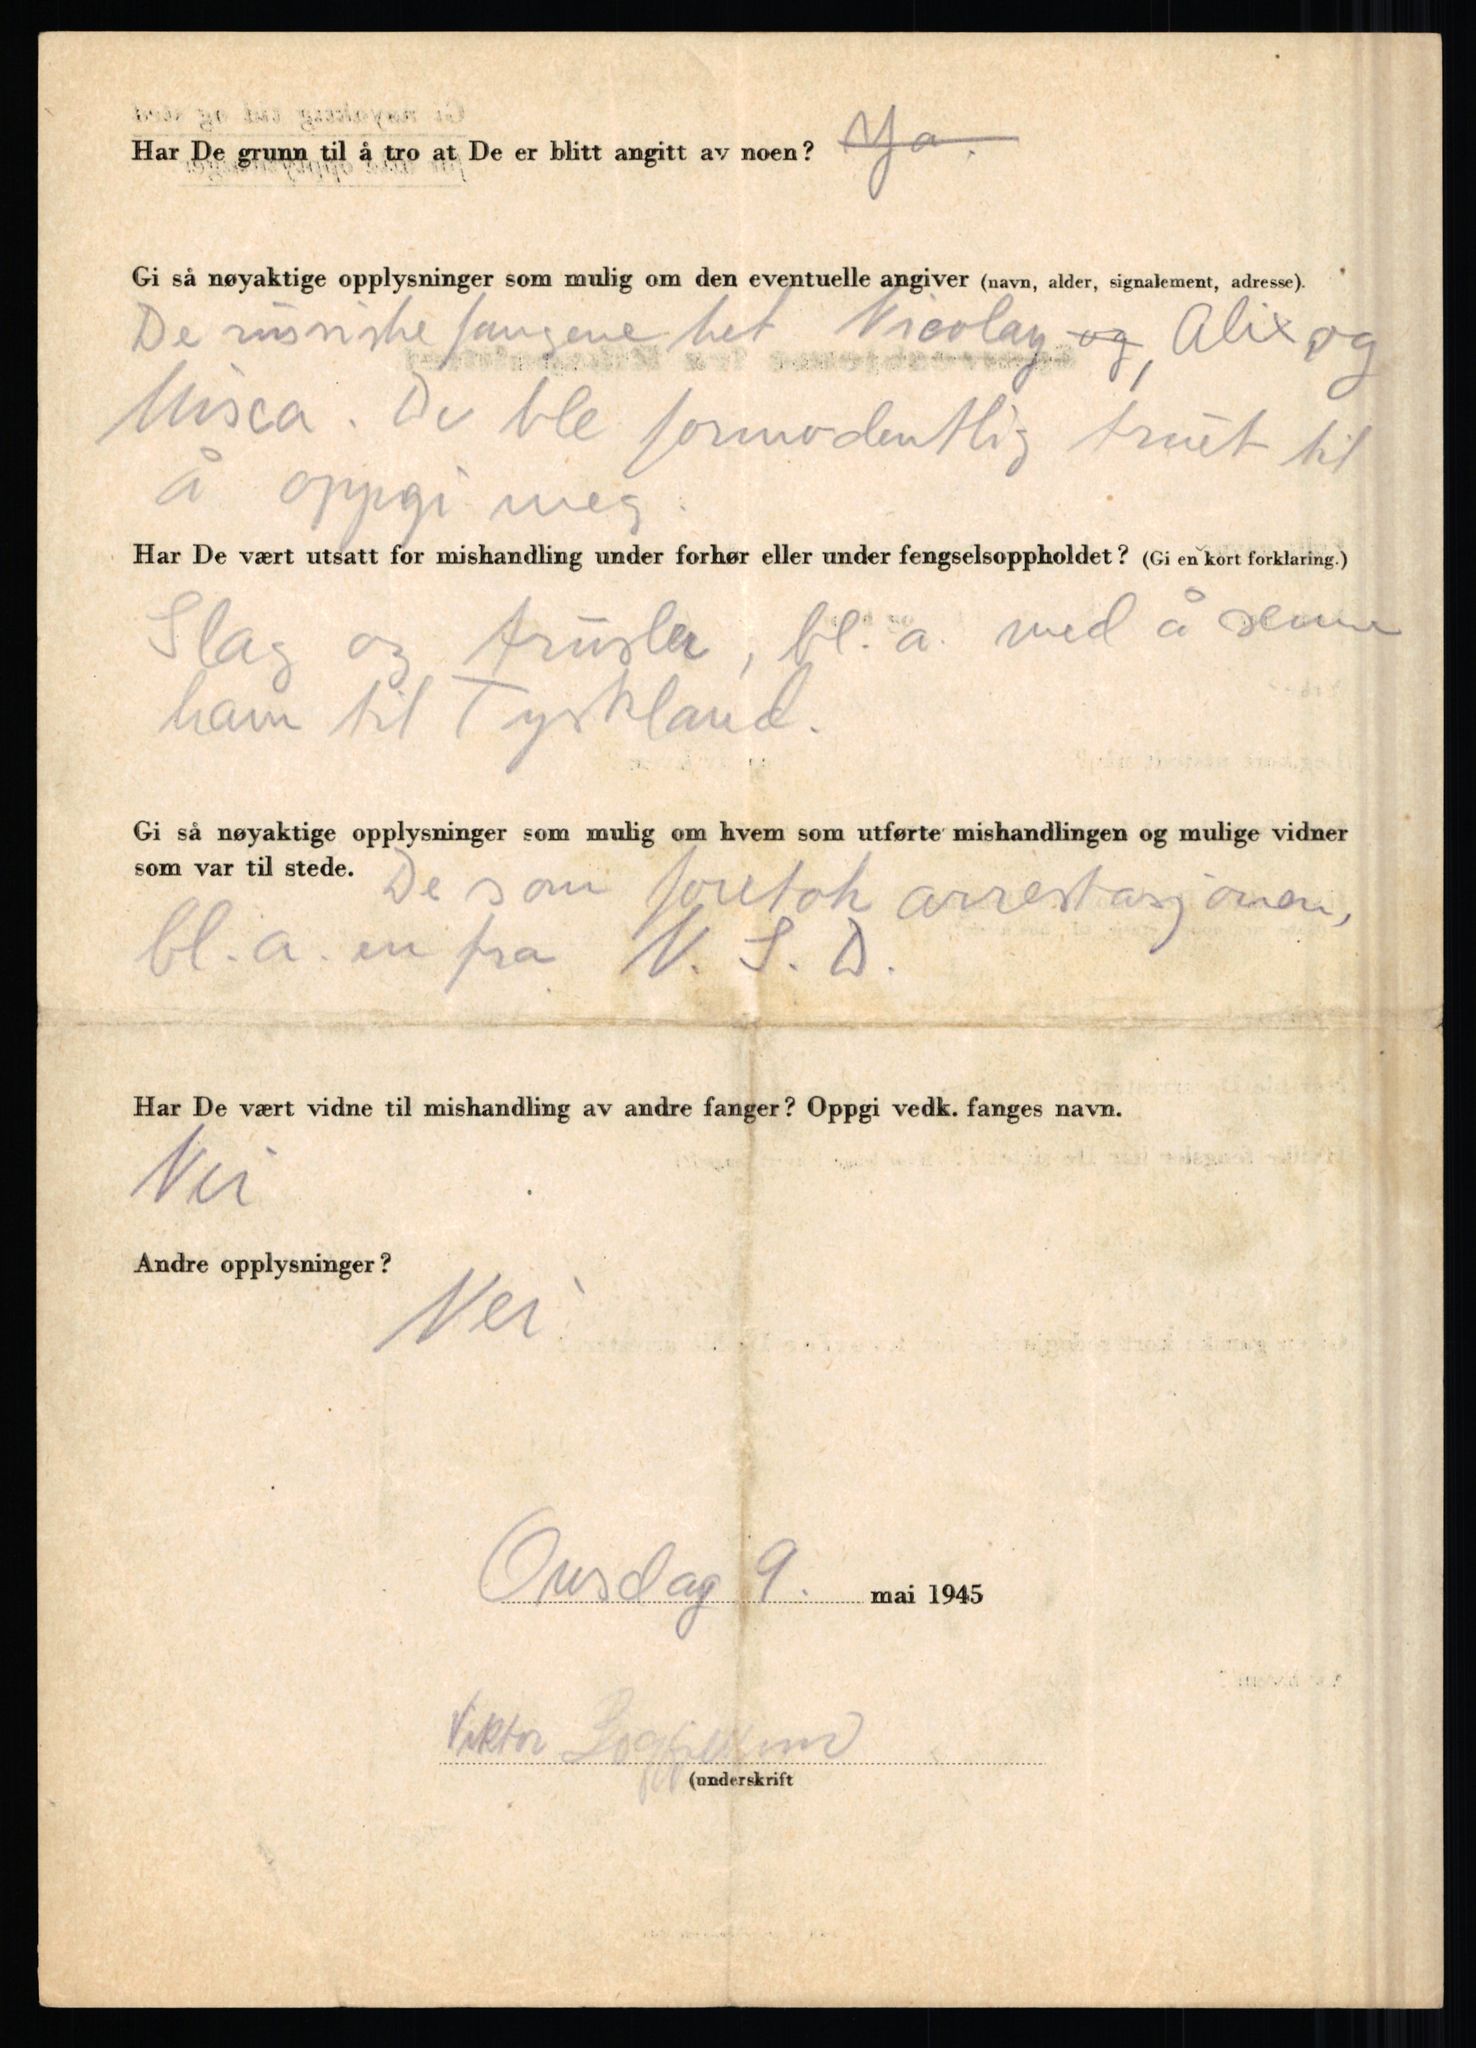 Har De grunn til å tro at De er blitt angitt av noen? Ja.
Gi så nøyaktige opplysninger som mulig om den eventuelle angiver (navn, alder, signalement, adresse).
De russiske fangene het Nicolay og, Alix og
Misca. De ble formodentlig truet til
å oppgi meg.
Har De vært utsatt for mishandling under forhør eller under fengselsoppholdet? (Gi en kort forklaring.)
Slag og trusler, bl. a. med å senne
ham til Tyskland.
Gi så nøyaktige opplysninger som mulig om hvem som utførte mishandlingen og mulige vidner
som var til stede. De som foretok arrestasjonen,
bl. a. en fra N. S. D.
Har De vært vidne til mishandling av andre fanger? Oppgi vedk. fanges navn.
Nei
Andre opplysninger?
Nei
Onsdag 9. mai 1945
Viktor
(underskrift